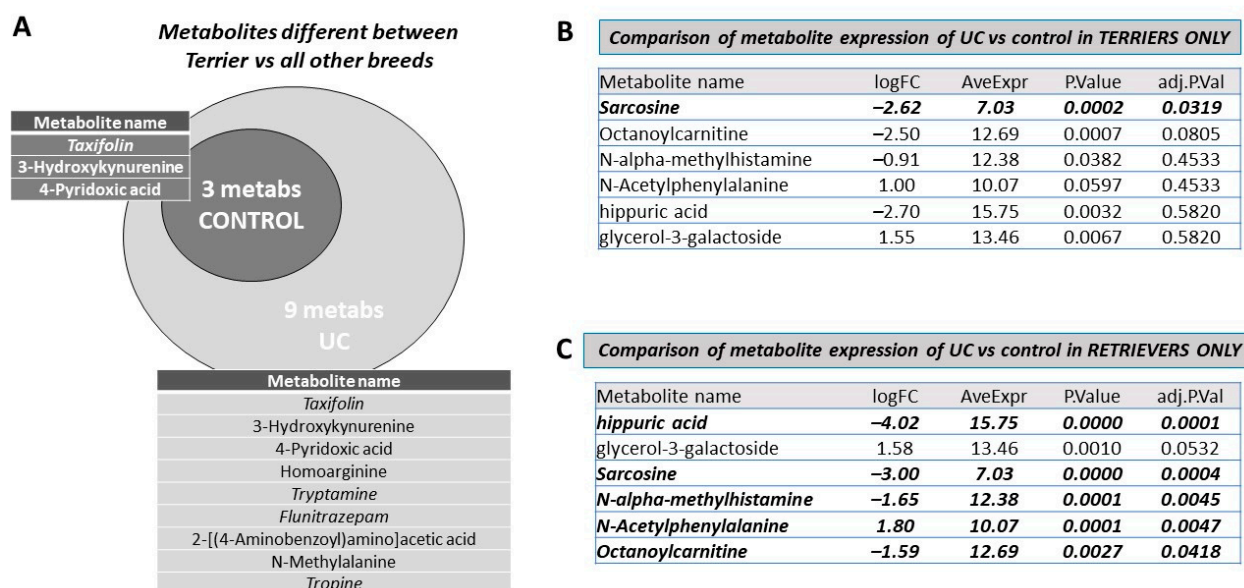 A
Metabolites different between
Terrier vs all other breeds
Metabolite name
Taxifolin
3-Hydroxykynurenine
4-Pyridoxic acid
3 metabs
CONTROL
9 metabs
UC
Metabolite name
Taxifolin
3-Hydroxykynurenine
4-Pyridoxic acid
Homoarginine
Tryptamine
Flunitrazepam
2-[(4-Aminobenzoyl)amino]acetic acid
N-Methylalanine
Tropine
B
Comparison of metabolite expression of UC vs control in TERRIERS ONLY
Metabolite name logFC AveExpr P.Value adj.P.Val
Sarcosine –2.62 7.03 0.0002 0.0319
Octanoylcarnitine –2.50 12.69 0.0007 0.0805
N-alpha-methylhistamine –0.91 12.38 0.0382 0.4533
N-Acetylphenylalanine 1.00 10.07 0.0597 0.4533
hippuric acid –2.70 15.75 0.0032 0.5820
glycerol-3-galactoside 1.55 13.46 0.0067 0.5820
C
Comparison of metabolite expression of UC vs control in RETRIEVERS ONLY
Metabolite name logFC AveExpr P.Value adj.P.Val
hippuric acid –4.02 15.75 0.0000 0.0001
glycerol-3-galactoside 1.58 13.46 0.0010 0.0532
Sarcosine –3.00 7.03 0.0000 0.0004
N-alpha-methylhistamine –1.65 12.38 0.0001 0.0045
N-Acetylphenylalanine 1.80 10.07 0.0001 0.0047
Octanoylcarnitine –1.59 12.69 0.0027 0.0418